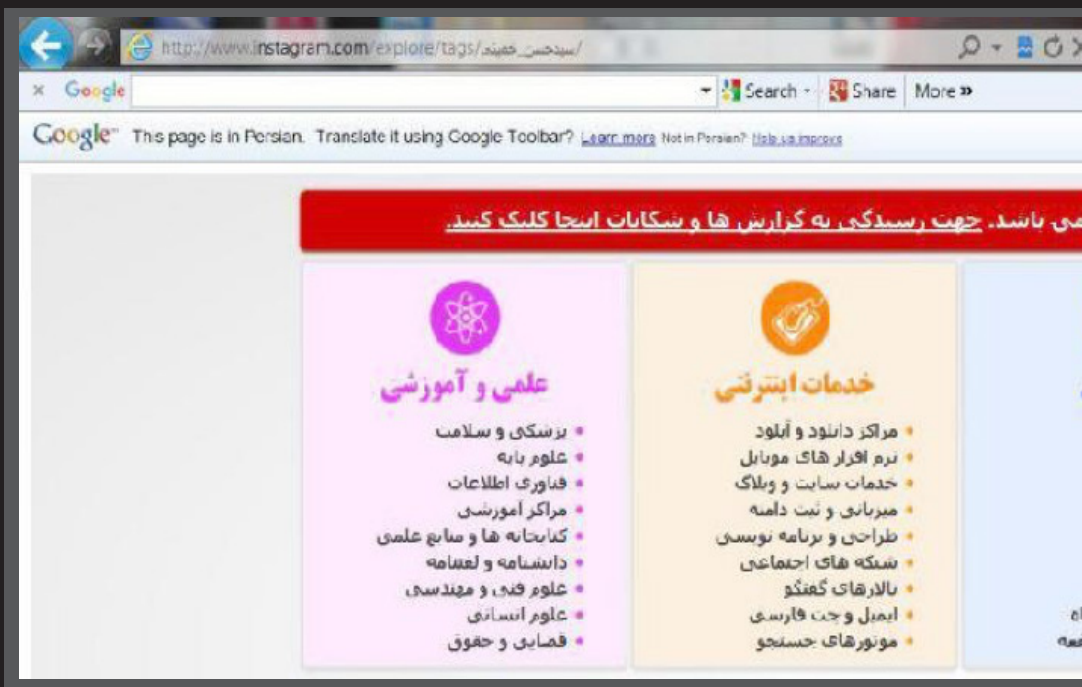 http://www.instagram.com/explore/tags/سیدحسن_خمینی/
Google
Search
Share
More »
Google This page is in Persian. Translate it using Google Toolbar? Learn more Not in Persian? Help us improve
می باشد. جهت رسیدگی به گزارش ها و شکایات اینجا کلیک کنید.
خدمات اینترنتی
مراکز دانلود و آپلود
نرم افزار های موبایل
خدمات سایت و وبلاگ
میزبانی و ثبت دامنه
طراحی و برنامه نویسی
شبکه های اجتماعی
تالارهای گفتگو
ایمیل و چت فارسی
موتورهای جستجو
علمی و آموزشی
پزشکی و سلامت
علوم پایه
فناوری اطلاعات
مراکز آموزشی
کتابخانه ها و منابع علمی
دانشنامه و لغتنامه
علوم فنی و مهندسی
علوم انسانی
قضایی و حقوق